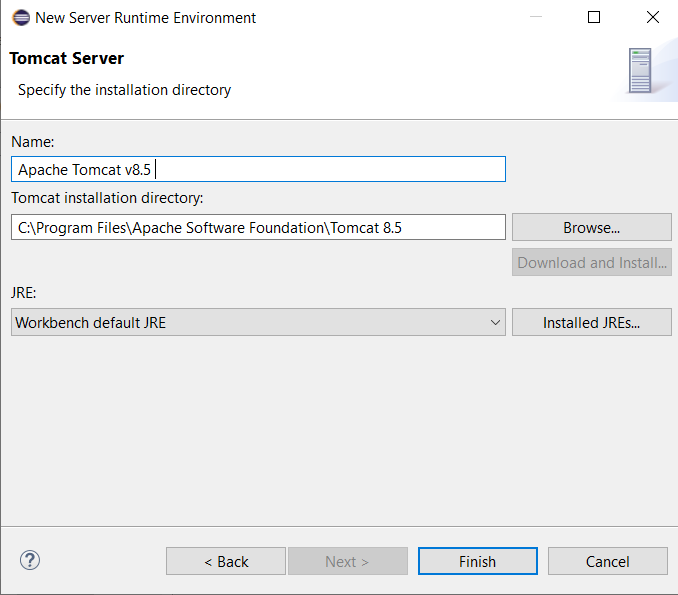 New Server Runtime Environment
Tomcat Server
Specify the installation directory
Name:
Apache Tomcat v8.5
Tomcat installation directory:
C:\Program Files\Apache Software Foundation\Tomcat 8.5
Browse...
Download and Install...
JRE:
Workbench default JRE
Installed JREs...
?
< Back
Next >
Finish
Cancel